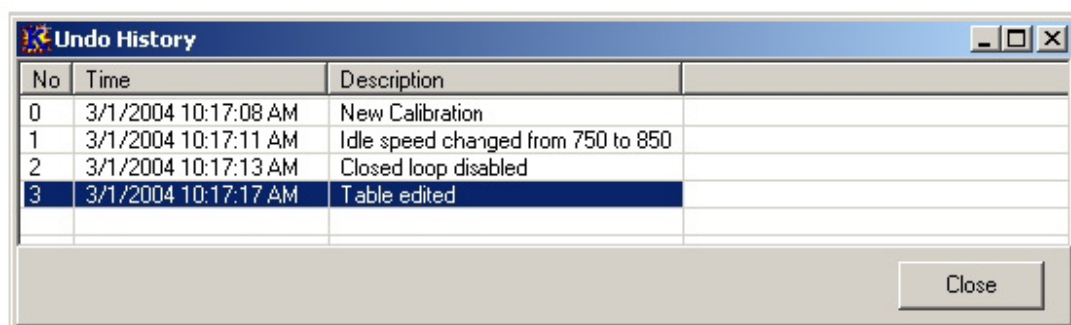 Undo History
No Time Description
0 3/1/2004 10:17:08 AM New Calibration
1 3/1/2004 10:17:11 AM Idle speed changed from 750 to 850
2 3/1/2004 10:17:13 AM Closed loop disabled
3 3/1/2004 10:17:17 AM Table edited
Close